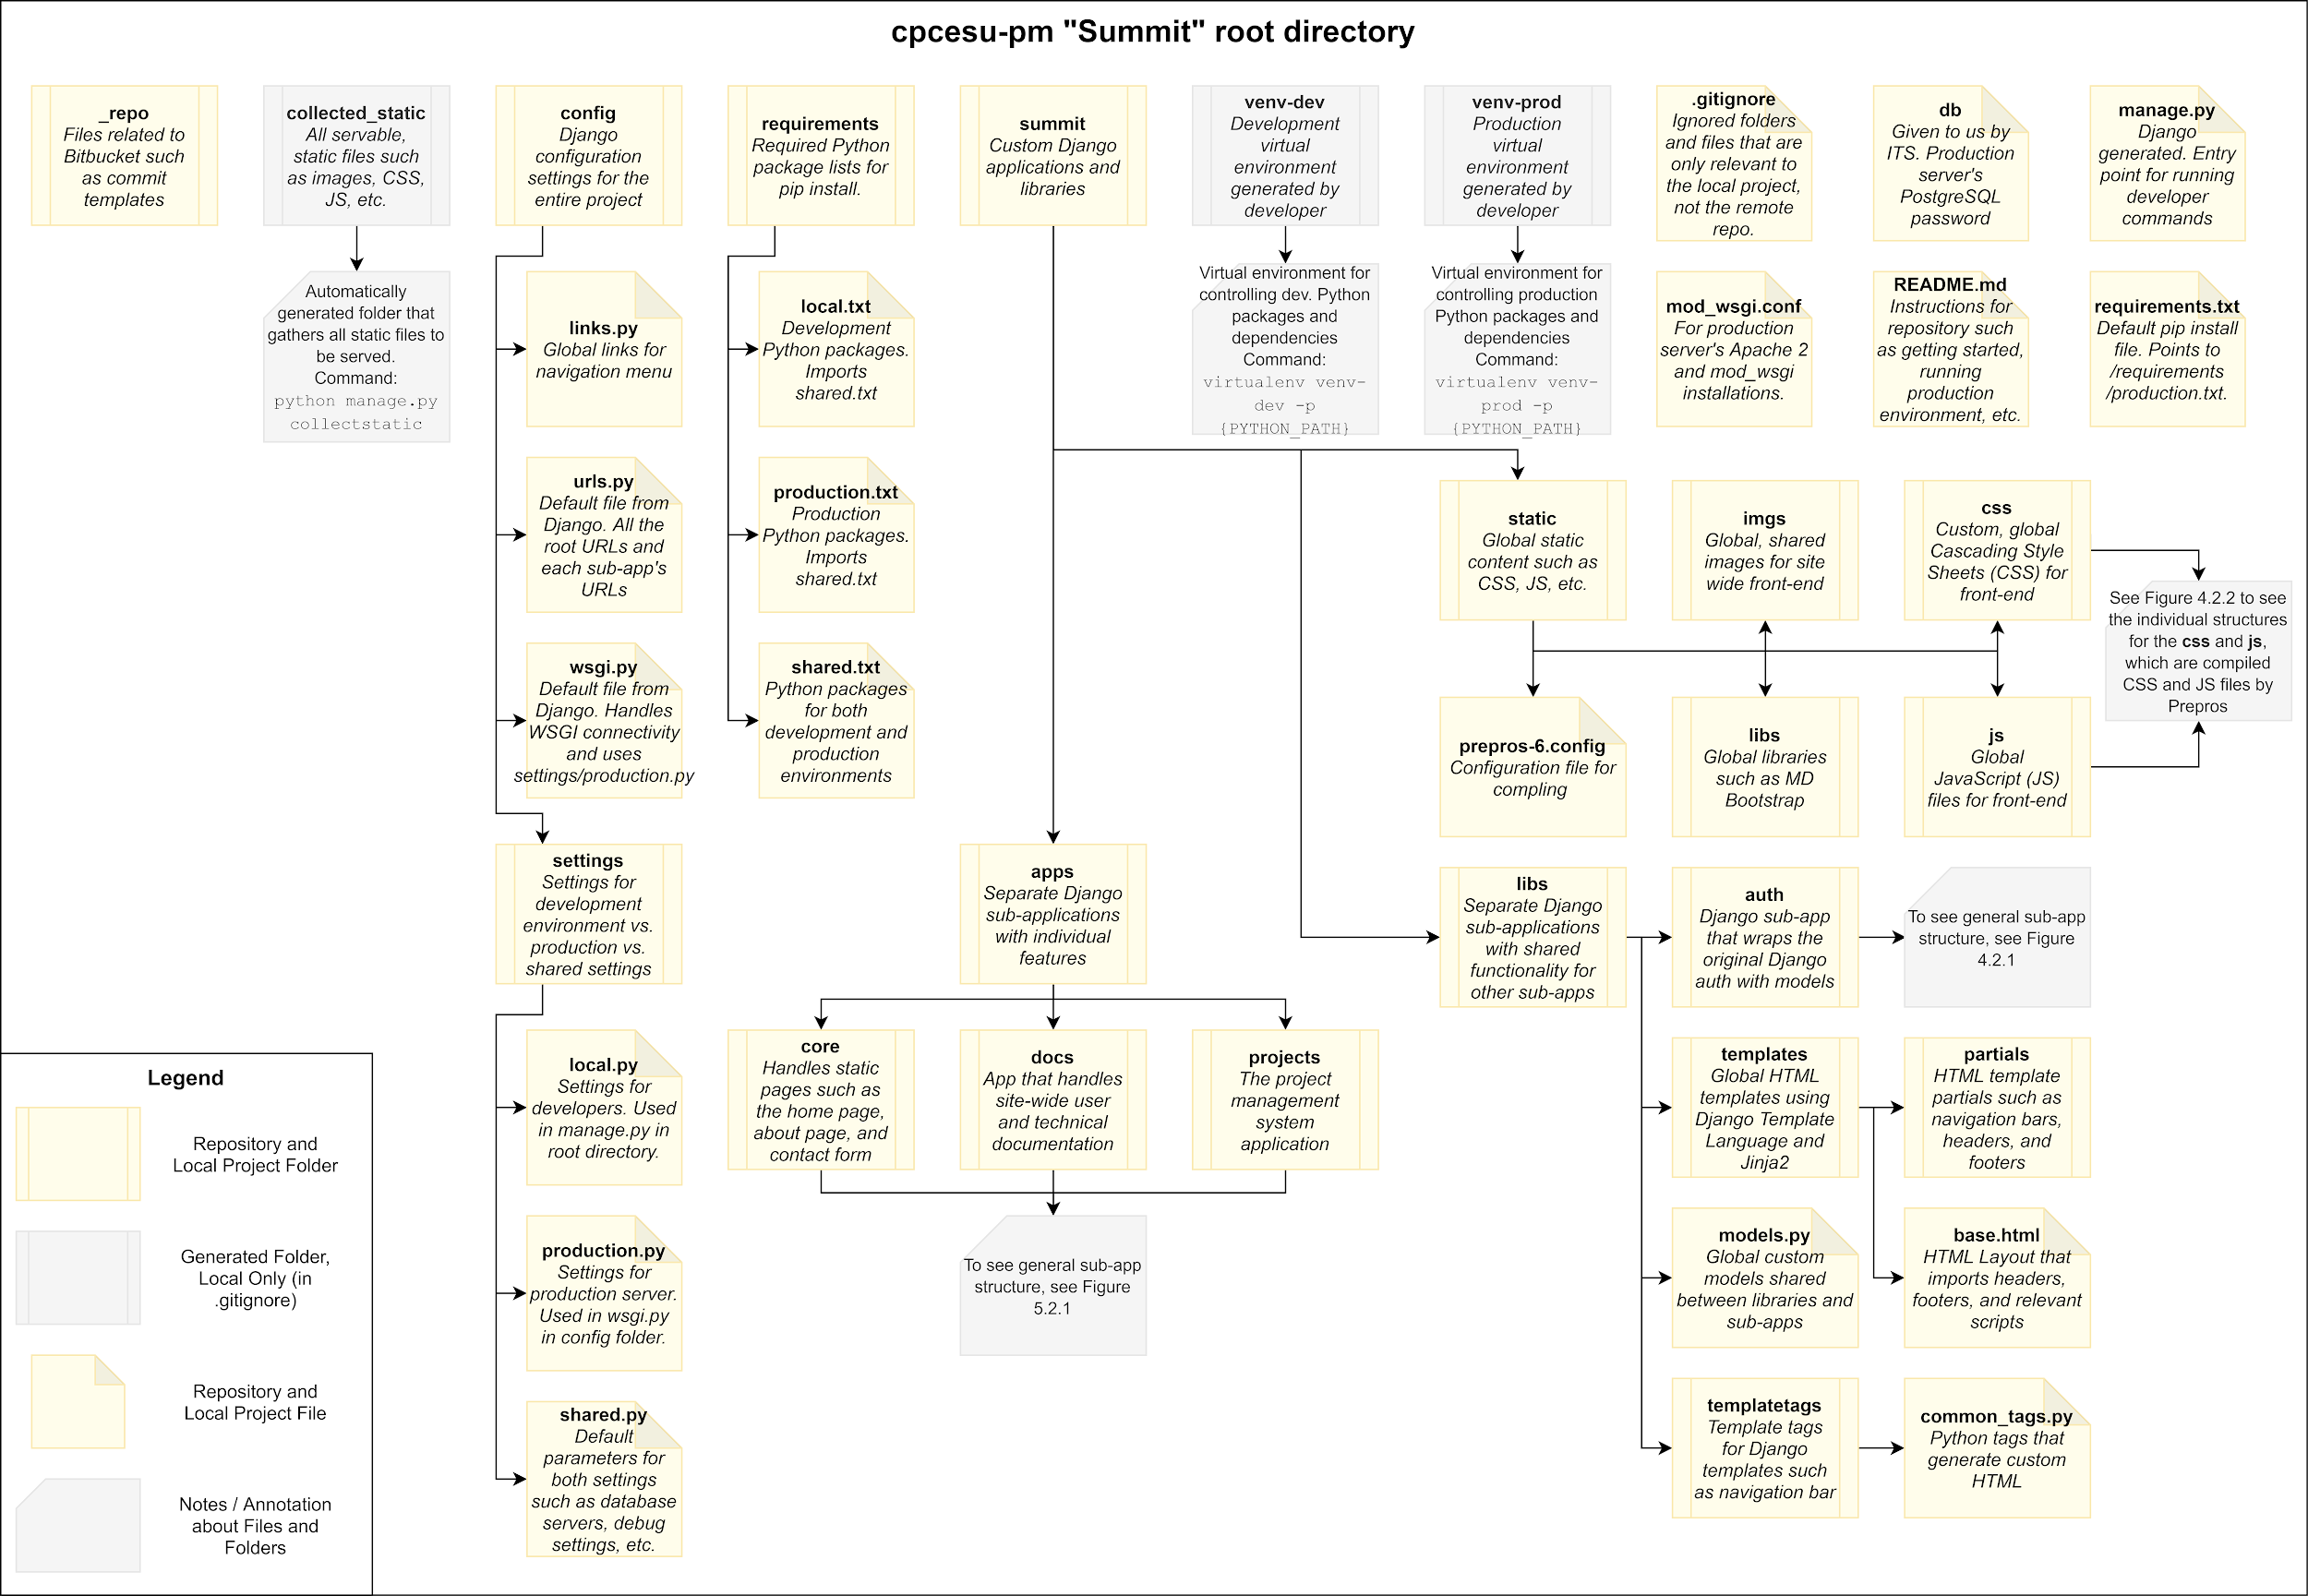 cpcesu-pm "Summit" root directory
_repo
Files related to
Bitbucket such
as commit
templates
collected_static
All servable,
static files such
as images, CSS,
JS, etc.
config
Django
configuration
settings for the
entire project
requirements
Required Python
package lists for
pip install.
summit
Custom Django
applications and
libraries
venv-dev
Development
virtual
environment
generated by
developer
venv-prod
Production
virtual
environment
generated by
developer
.gitignore
Ignored folders
and files that are
only relevant to
the local project,
not the remote
repo.
db
Given to us by
ITS. Production
server's
PostgreSQL
password
manage.py
Django
generated. Entry
point for running
developer
commands
Automatically
generated folder that
gathers all static files to
be served.
Command:
python manage.py
collectstatic
links.py
Global links for
navigation menu
local.txt
Development
Python packages.
Imports
shared.txt
Virtual environment for
controlling dev. Python
packages and
dependencies
Command:
virtualenv venv-
dev -p
{PYTHON_PATH}
Virtual environment for
controlling production
Python packages and
dependencies
Command:
virtualenv venv-
prod -p
{PYTHON_PATH}
mod_wsgi.conf
For production
server's Apache 2
and mod_wsgi
installations.
README.md
Instructions for
repository such
as getting started,
running
production
environment, etc.
requirements.txt
Default pip install
file. Points to
/requirements
/production.txt.
urls.py
Default file from
Django. All the
root URLs and
each sub-app's
URLs
production.txt
Production
Python packages.
Imports
shared.txt
static
Global static
content such as
CSS, JS, etc.
imgs
Global, shared
images for site
wide front-end
css
Custom, global
Cascading Style
Sheets (CSS) for
front-end
See Figure 4.2.2 to see
the individual structures
for the css and js,
which are compiled
CSS and JS files by
Prepros
wsgi.py
Default file from
Django. Handles
WSGI connectivity
and uses
settings/production.py
shared.txt
Python packages
for both
development and
production
environments
prepros-6.config
Configuration file for
compling
libs
Global libraries
such as MD
Bootstrap
js
Global
JavaScript (JS)
files for front-end
settings
Settings for
development
environment vs.
production vs.
shared settings
apps
Separate Django
sub-applications
with individual
features
libs
Separate Django
sub-applications
with shared
functionality for
other sub-apps
auth
Django sub-app
that wraps the
original Django
auth with models
To see general sub-app
structure, see Figure
4.2.1
local.py
Settings for
developers. Used
in manage.py in
root directory.
core
Handles static
pages such as
the home page,
about page, and
contact form
docs
App that handles
site-wide user
and technical
documentation
projects
The project
management
system
application
templates
Global HTML
templates using
Django Template
Language and
Jinja2
partials
HTML template
partials such as
navigation bars,
headers, and
footers
production.py
Settings for
production server.
Used in wsgi.py
in config folder.
To see general sub-app
structure, see Figure
5.2.1
models.py
Global custom
models shared
between libraries and
sub-apps
base.html
HTML Layout that
imports headers,
footers, and relevant
scripts
shared.py
Default
parameters for
both settings
such as database
servers, debug
settings, etc.
templatetags
Template tags
for Django
templates such
as navigation bar
common_tags.py
Python tags that
generate custom
HTML
Legend
Repository and
Local Project Folder
Generated Folder,
Local Only (in
.gitignore)
Repository and
Local Project File
Notes / Annotation
about Files and
Folders